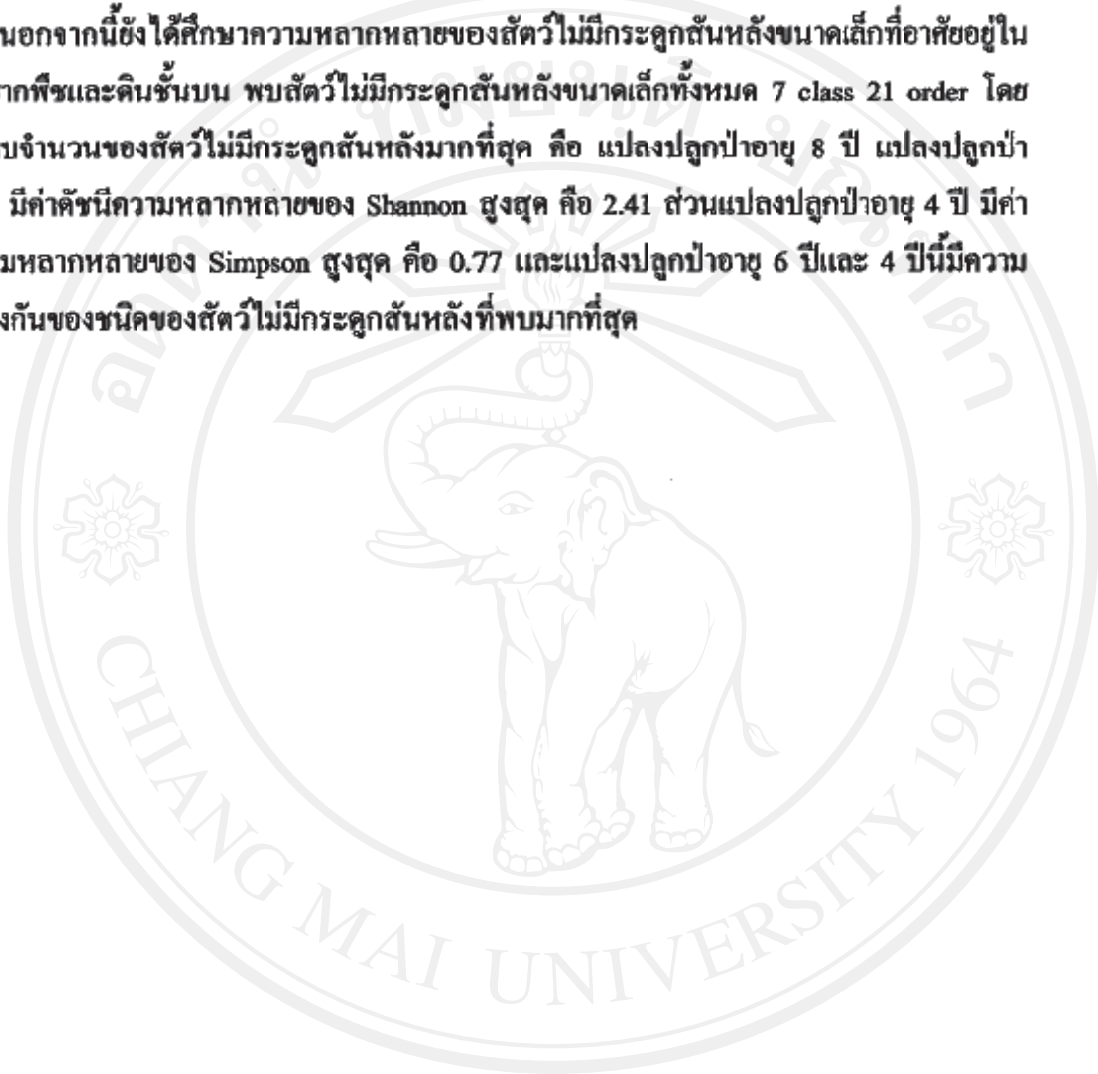 นอกจากนี้ยังได้ศึกษาความหลากหลายของสัตว์ไม่มีกระดูกสันหลังขนาดเล็กที่อาศัยอยู่ใน
ากพืชและดินชั้นบน พบสัตว์ไม่มีกระดูกสันหลังขนาดเล็กทั้งหมด 7 class 21 order โดย
บจำนวนของสัตว์ไม่มีกระดูกสันหลังมากที่สุด คือ แปลงปลูกป่าอายุ 8 ปี แปลงปลูกป่า
มีค่าดัชนีความหลากหลายของ Shannon สูงสุด คือ 2.41 ส่วนแปลงปลูกป่าอายุ 4 ปี มีค่า
มหลากหลายของ Simpson สูงสุด คือ 0.77 และแปลงปลูกป่าอายุ 6 ปีและ 4 ปีนี้มีความ
งกันของชนิดของสัตว์ไม่มีกระดูกสันหลังที่พบมากที่สุด
อตฺตานํ ทมยนฺติ ปณฺฑิตา
CHIANG MAI UNIVERSITY 1964